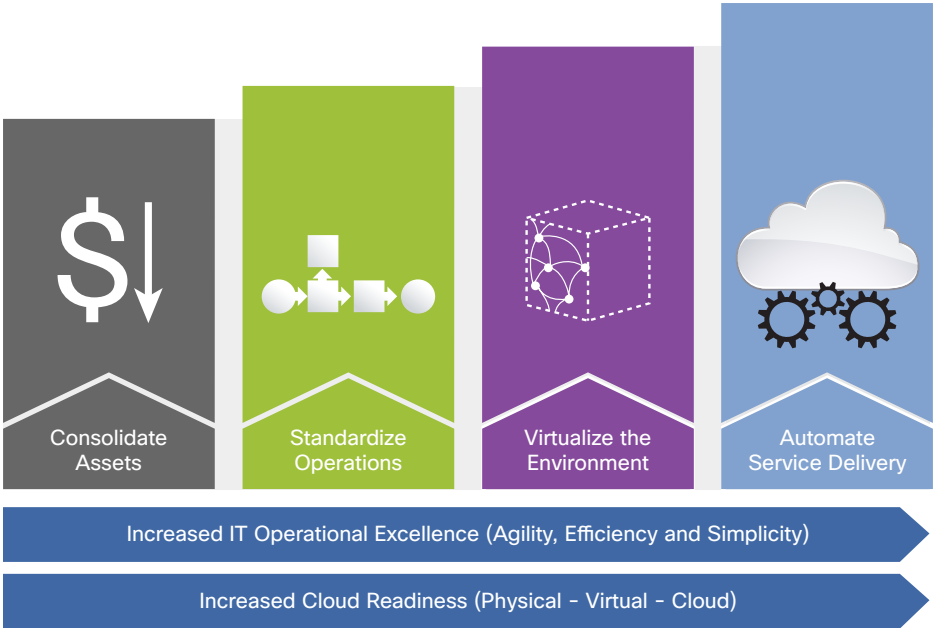 $
Consolidate
Assets
Standardize
Operations
Virtualize the
Environment
Automate
Service Delivery
Increased IT Operational Excellence (Agility, Efficiency and Simplicity)
Increased Cloud Readiness (Physical - Virtual - Cloud)